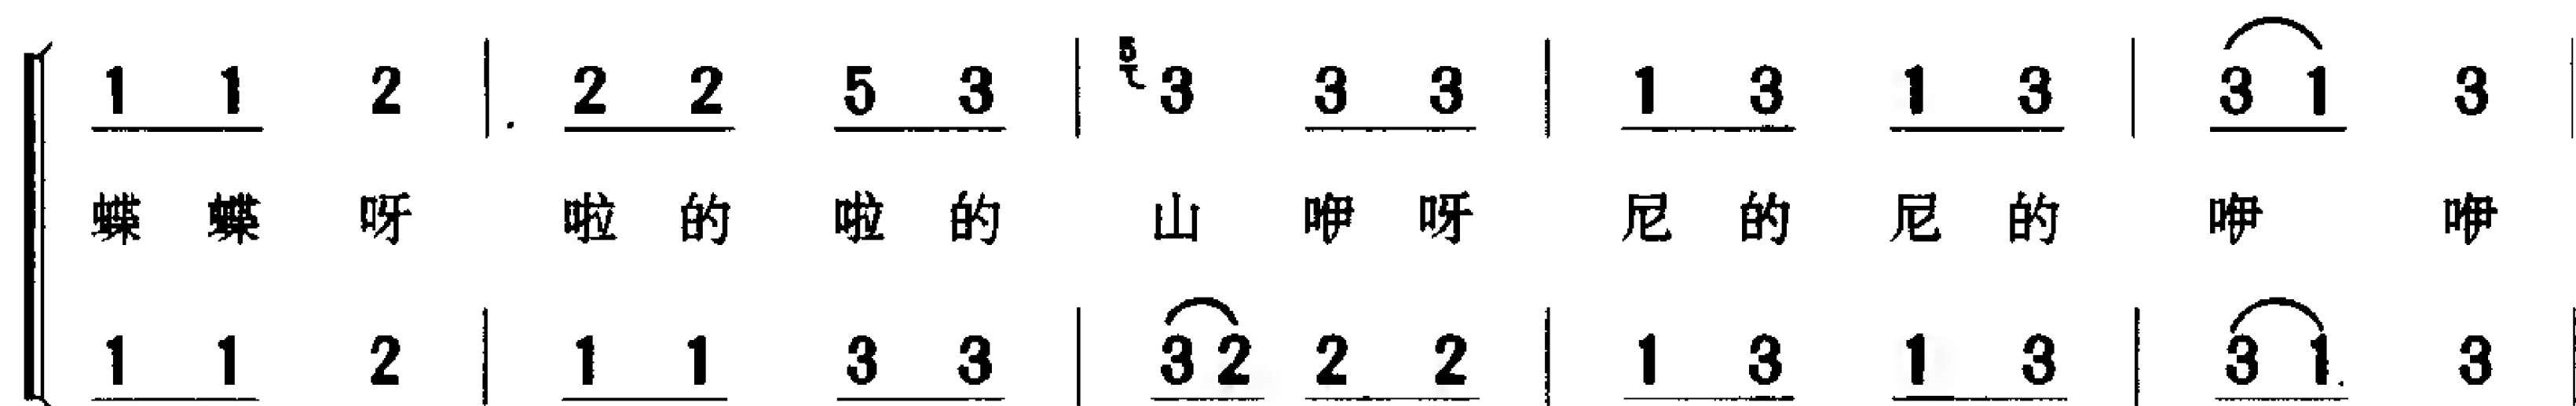 1 1 2 | 2 2 5 3 | 5 3 3 3 | 1 3 1 3 | 3 1 3 |
蝶 蝶 呀 啦 的 啦 的 山 咿 呀 尼 的 尼 的 咿 咿
1 1 2 | 1 1 3 3 | 3 2 2 2 | 1 3 1 3 | 3 1 3 |